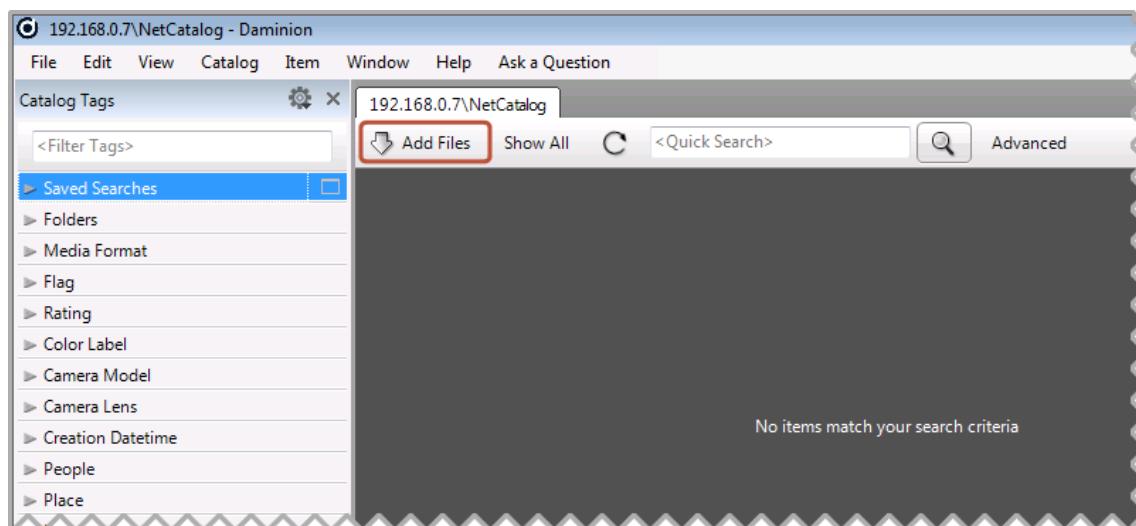 192.168.0.7\NetCatalog - Daminion
File Edit View Catalog Item Window Help Ask a Question
Catalog Tags
192.168.0.7\NetCatalog
<Filter Tags>
Add Files Show All <Quick Search> Advanced
Saved Searches
Folders
Media Format
Flag
Rating
Color Label
Camera Model
Camera Lens
Creation Datetime
People
Place
No items match your search criteria